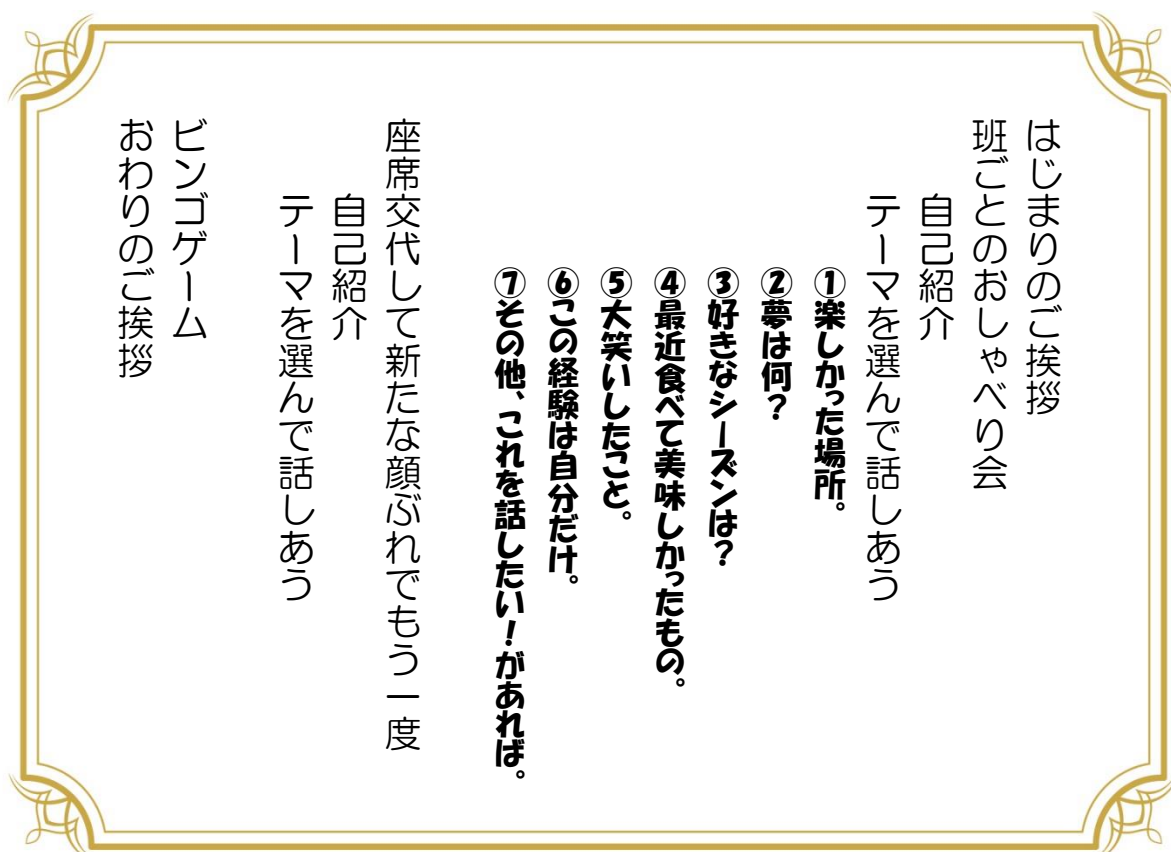 はじまりのご挨拶
班ごとのおしゃべり会
自己紹介
テーマを選んで話しあう
①楽しかった場所。
②夢は何？
③好きなシーズンは？
④最近食べて美味しかったもの。
⑤大笑いしたこと。
⑥この経験は自分だけ。
⑦その他、これを話したい！があれば。
座席交代して新たな顔ぶれでもう一度
自己紹介
テーマを選んで話しあう
ビンゴゲーム
おわりのご挨拶